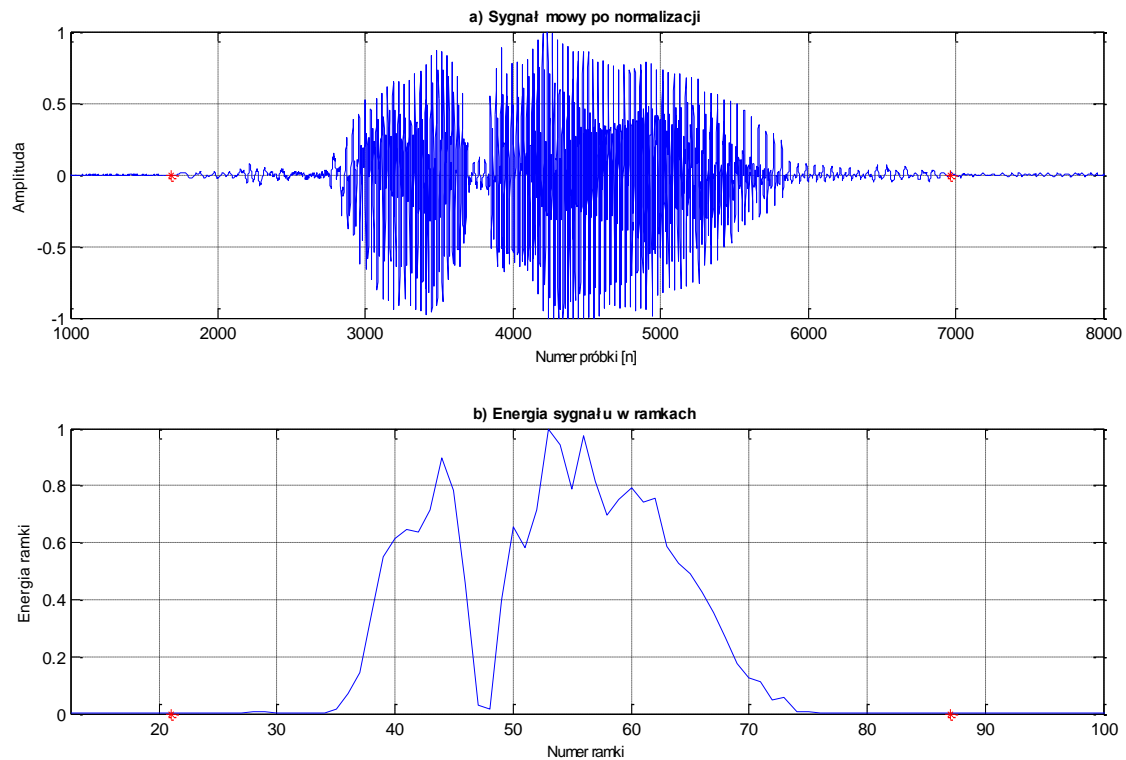 a) Sygnał mowy po normalizacji
1
0.5
0
-0.5
-1
Amplituda
1000 2000 3000 4000 5000 6000 7000 8000
Numer próbki [n]
b) Energia sygnału w ramkach
1
0.8
0.6
0.4
0.2
0
Energia ramki
20 30 40 50 60 70 80 90 100
Numer ramki